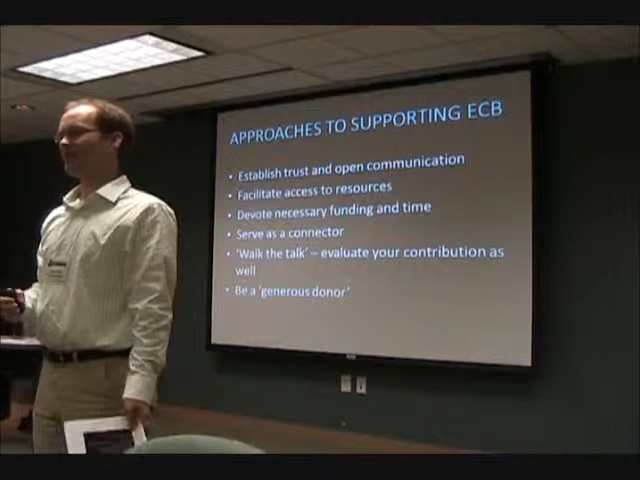 APPROACHES TO SUPPORTING ECB
• Establish trust and open communication
• Facilitate access to resources
• Devote necessary funding and time
• Serve as a connector
• 'Walk the talk' – evaluate your contribution as
well
• Be a 'generous donor'